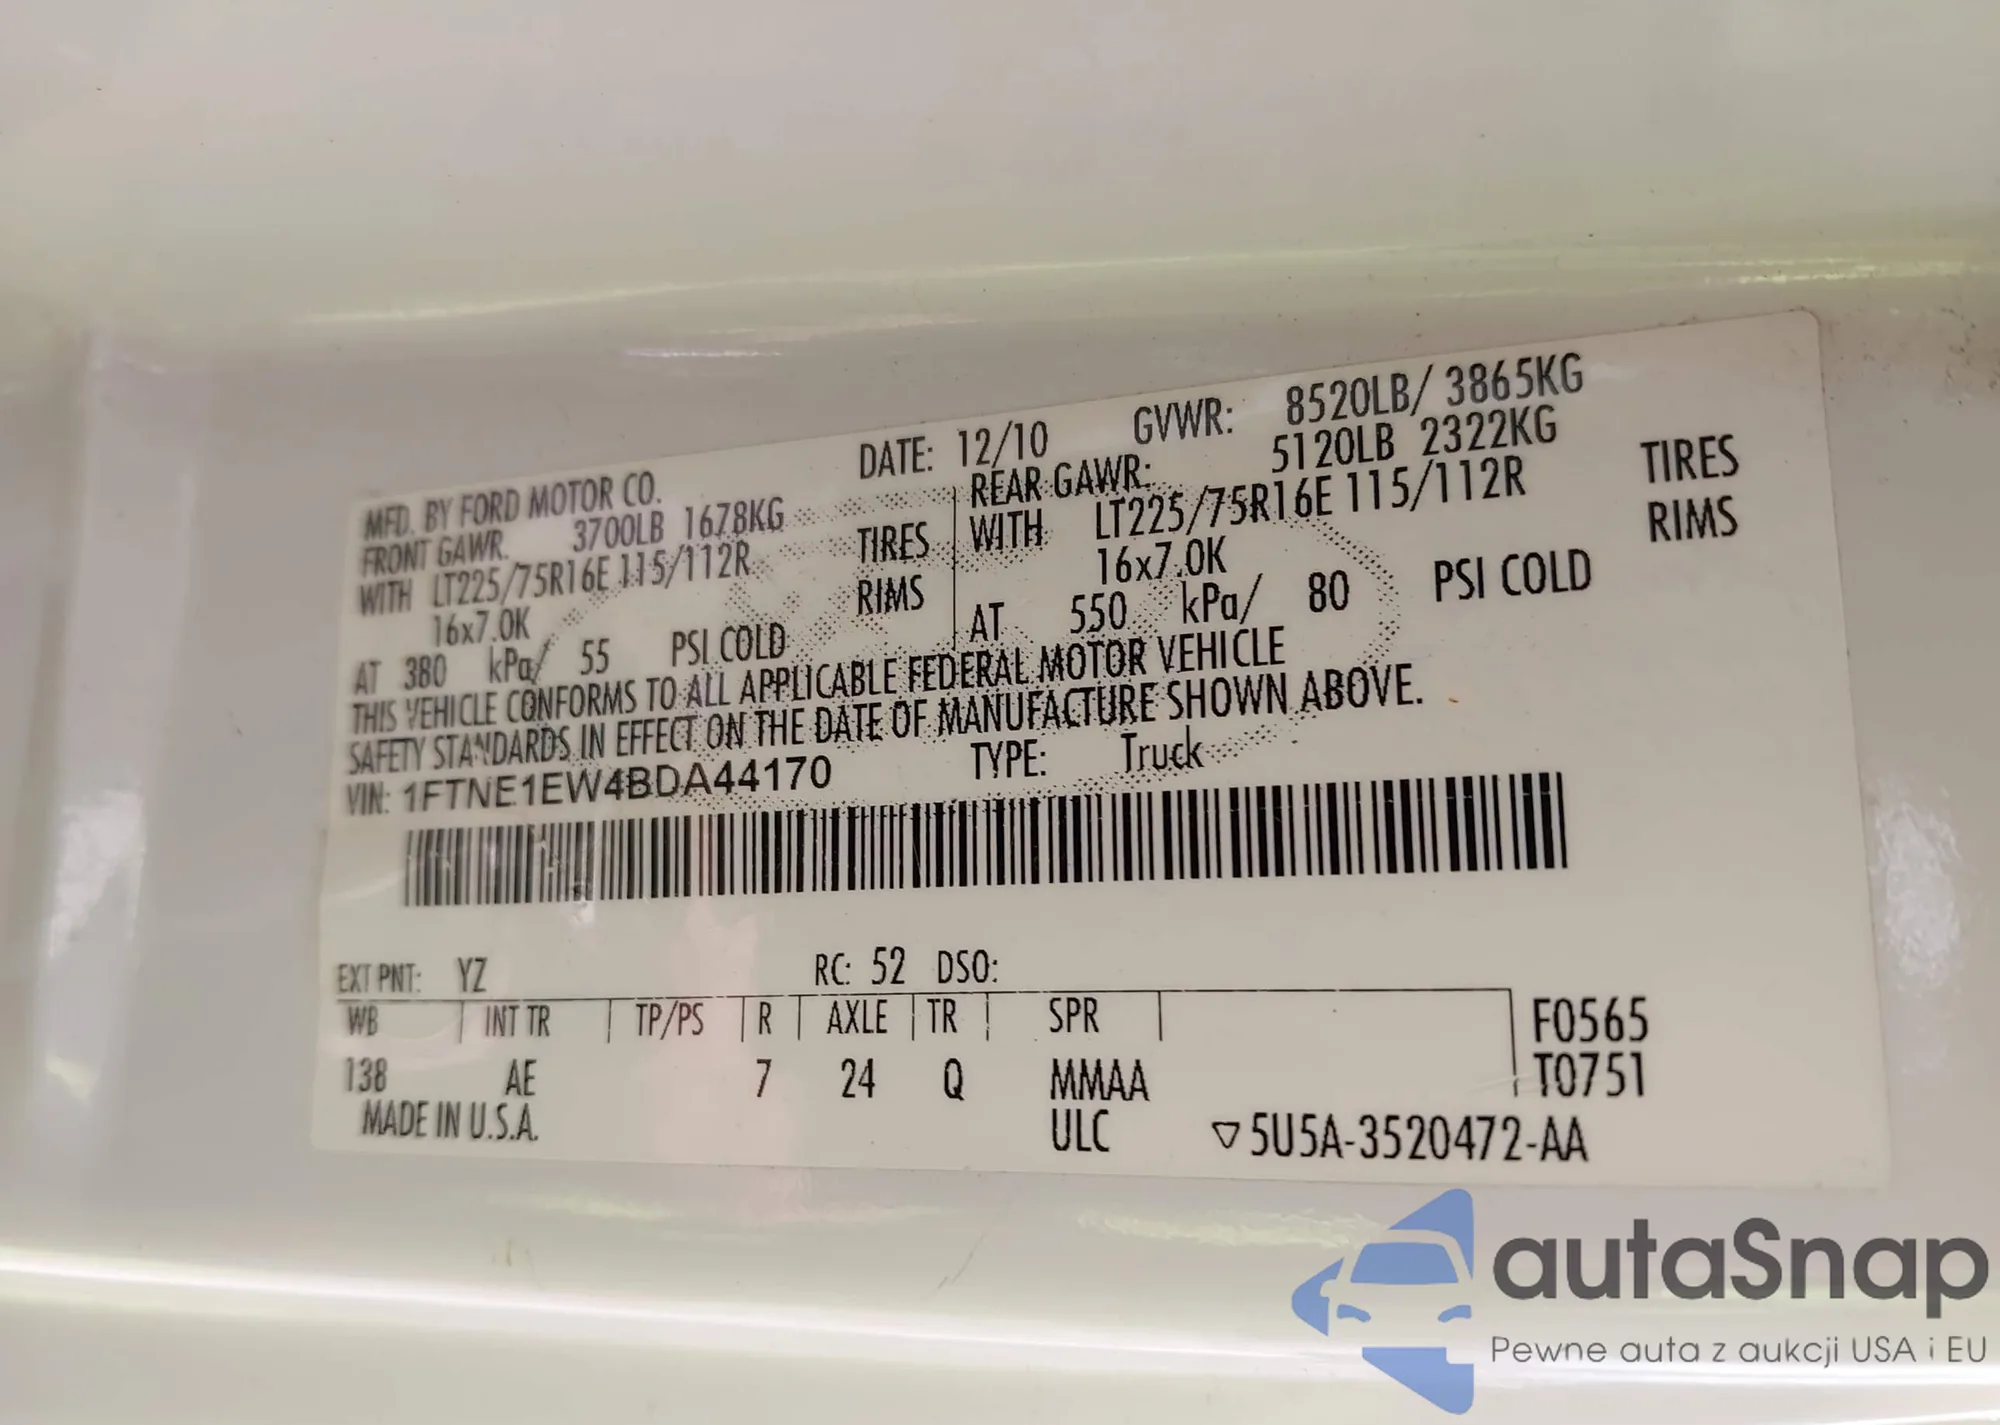 MFD. BY FORD MOTOR CO. DATE: 12/10 GVWR: 8520LB/ 3865KG
FRONT GAWR. 3700LB 1678KG REAR GAWR: 5120LB 2322KG
WITH LT225/75R16E 115/112R TIRES WITH LT225/75R16E 115/112R TIRES
16x7.0K RIMS 16x7.0K RIMS
AT 380 kPa/ 55 PSI COLD AT 550 kPa/ 80 PSI COLD
THIS VEHICLE CONFORMS TO ALL APPLICABLE FEDERAL MOTOR VEHICLE
SAFETY STANDARDS IN EFFECT ON THE DATE OF MANUFACTURE SHOWN ABOVE.
VIN: 1FTNE1EW4BDA44170 TYPE: Truck
EXT PNT: YZ RC: 52 DSO:
WB INT TR TP/PS R AXLE TR SPR F0565
138 AE 7 24 Q MMAA T0751
MADE IN U.S.A. ULC ▽5U5A-3520472-AA
autaSnap
Pewne auta z aukcji USA i EU